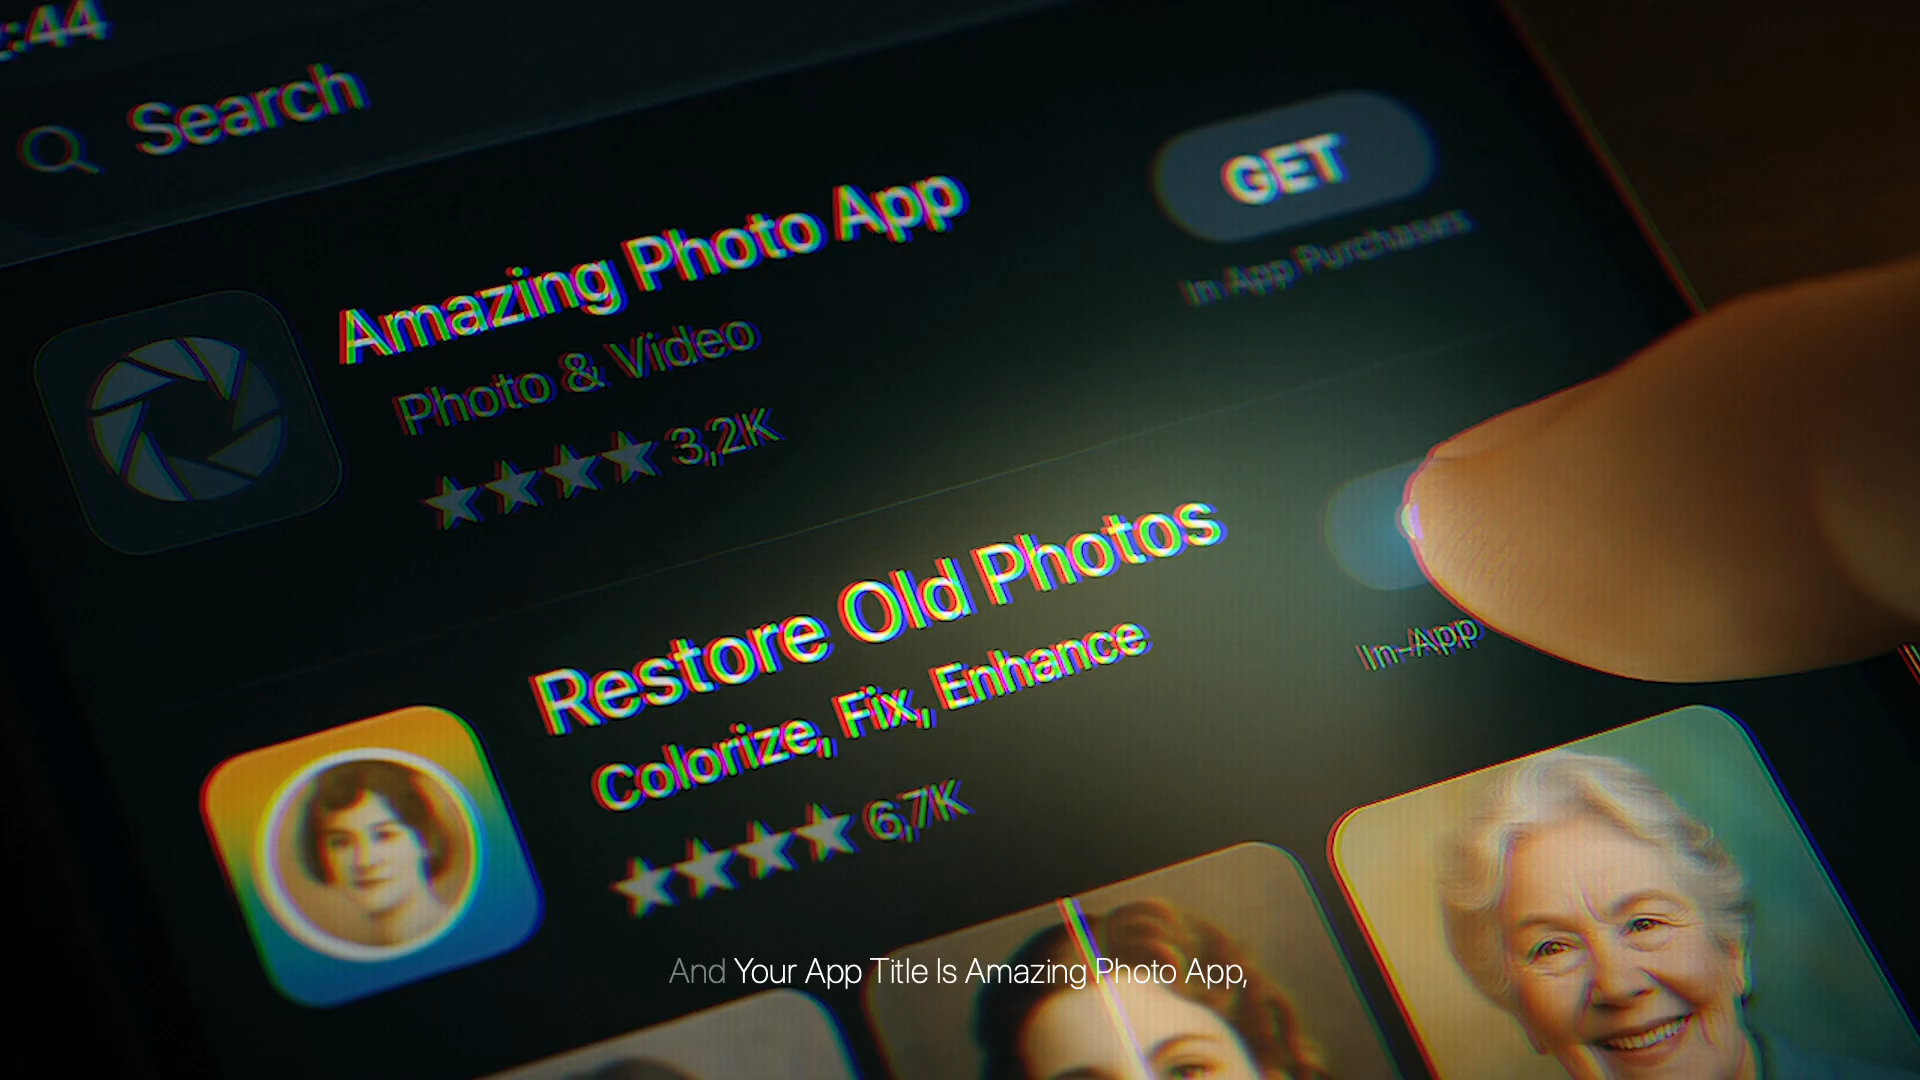 :44
Search
GET
In App Purchases
Amazing Photo App
Photo & Video
★★★★ 3,2K
Restore Old Photos
Colorize, Fix, Enhance
★★★★ 6,7K
In-App
And Your App Title Is Amazing Photo App,